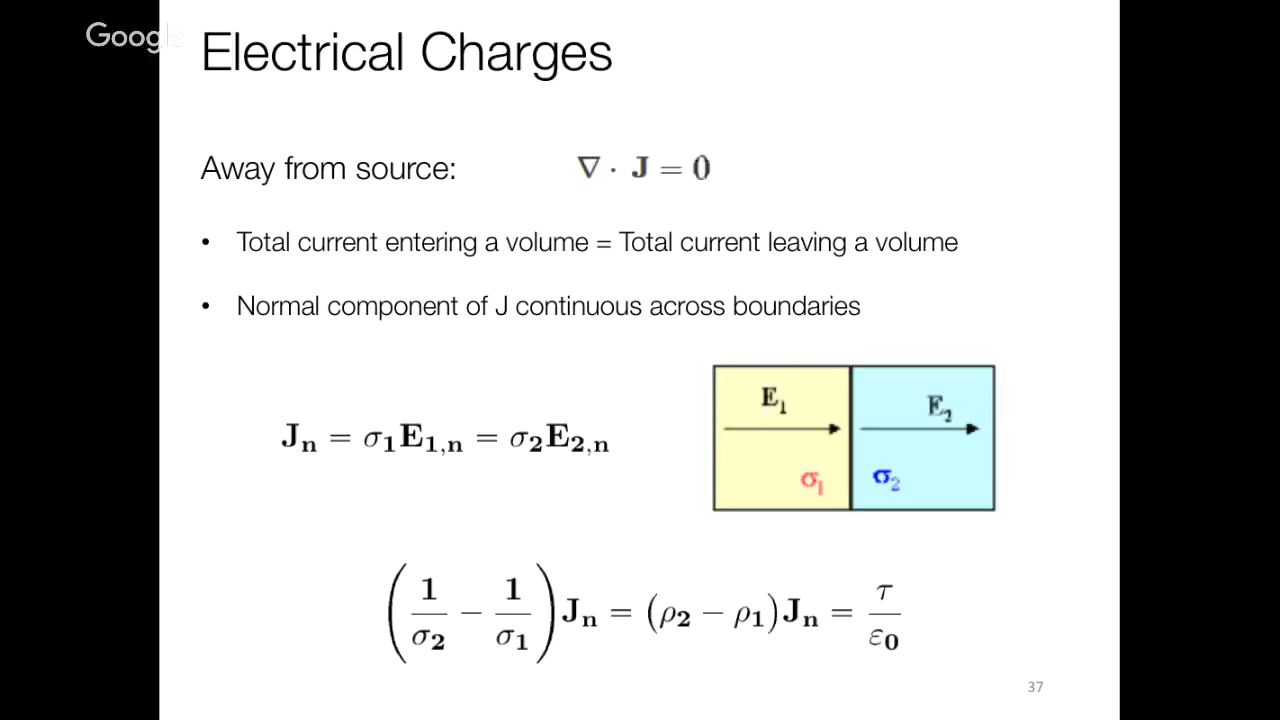 Google
Electrical Charges
Away from source: ∇ · J = 0
• Total current entering a volume = Total current leaving a volume
• Normal component of J continuous across boundaries
Jₙ = σ₁E₁,ₙ = σ₂E₂,ₙ
E₁
E₂
σ₁
σ₂
(1/σ₂ − 1/σ₁)Jₙ = (ρ₂ − ρ₁)Jₙ = τ/ε₀
37